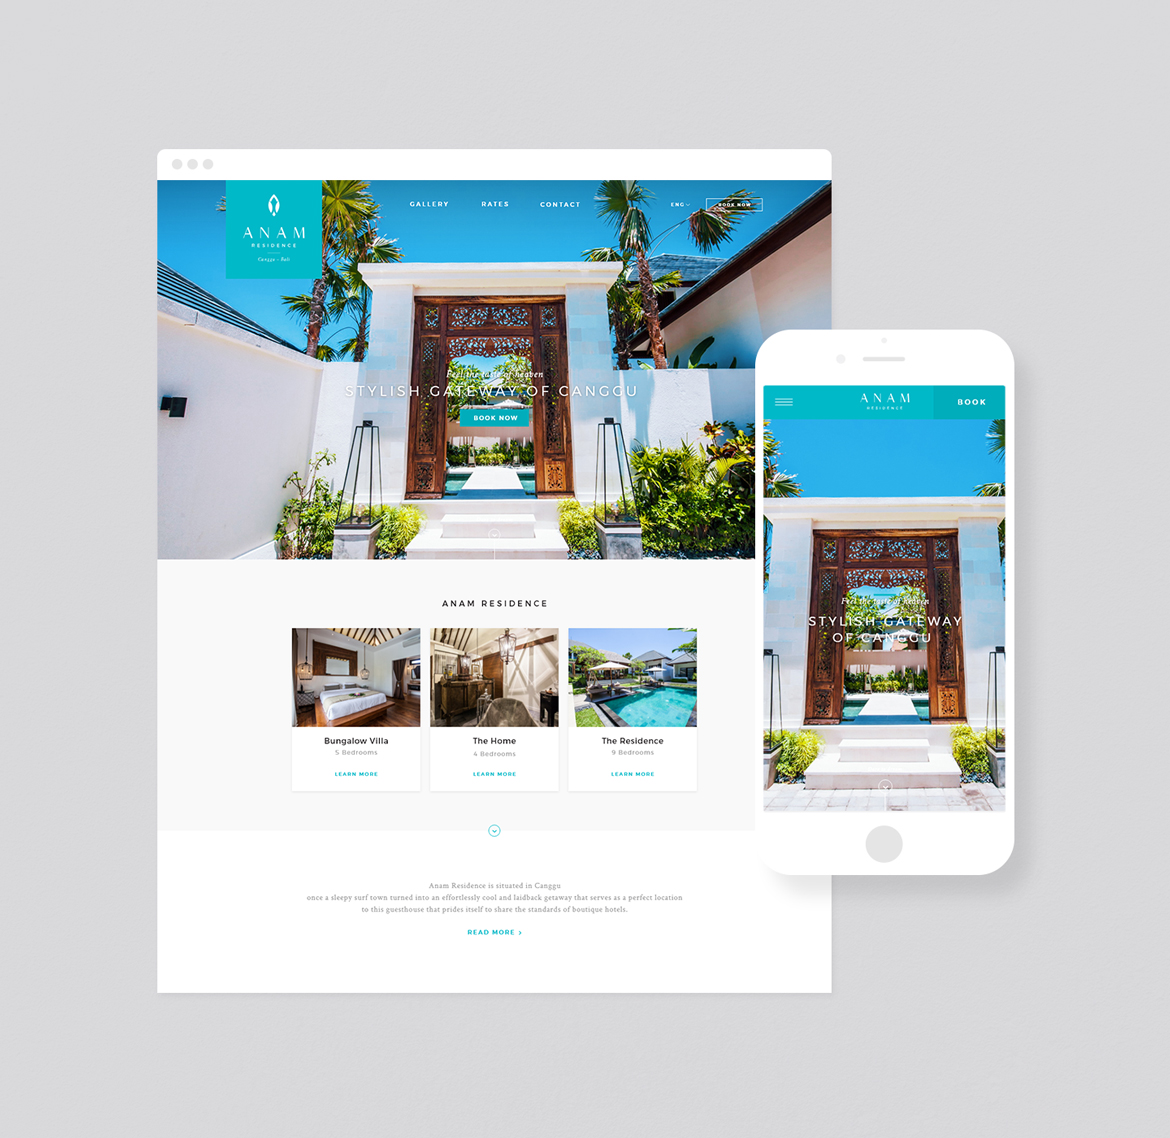 ANAM
RESIDENCE
Canggu - Bali
GALLERY
RATES
CONTACT
ENG
BOOK NOW
Feel the taste of heaven
STYLISH GATEWAY OF CANGGU
BOOK NOW
ANAM RESIDENCE
Bungalow Villa
5 Bedrooms
LEARN MORE
The Home
4 Bedrooms
LEARN MORE
The Residence
9 Bedrooms
LEARN MORE
Anam Residence is situated in Canggu
once a sleepy surf town turned into an effortlessly cool and laidback getaway that serves as a perfect location
to this guesthouse that prides itself to share the standards of boutique hotels.
READ MORE >
ANAM
RESIDENCE
BOOK
Feel the taste of heaven
STYLISH GATEWAY
OF CANGGU